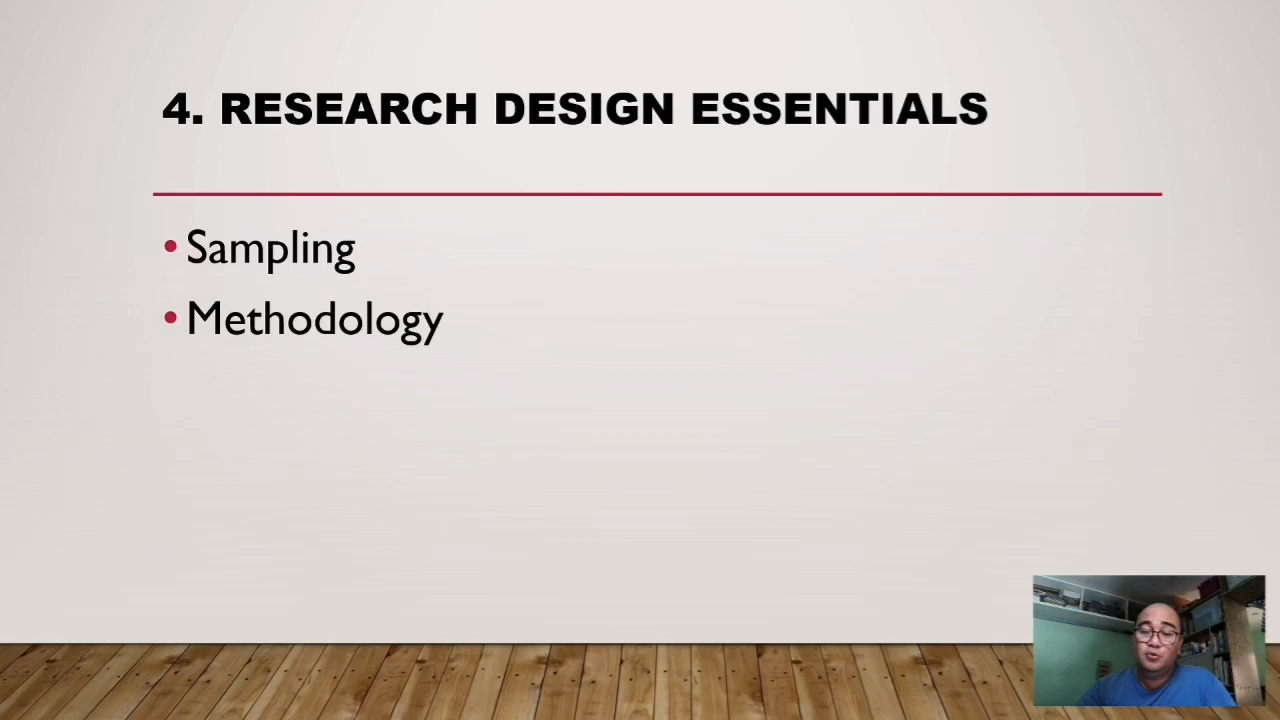 4. RESEARCH DESIGN ESSENTIALS
• Sampling
• Methodology